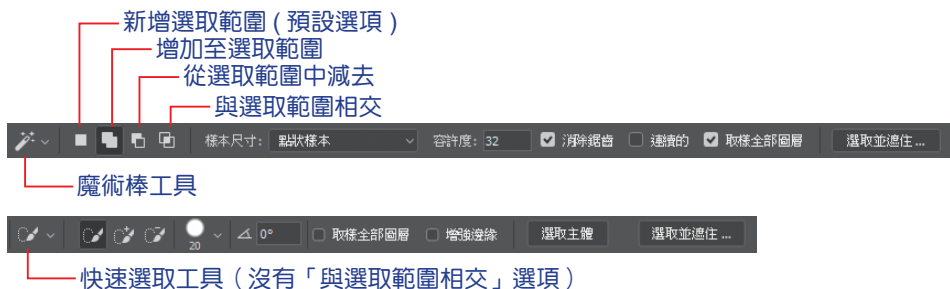 新增選取範圍 ( 預設選項 )
增加至選取範圍
從選取範圍中減去
與選取範圍相交
樣本尺寸: 點狀樣本 容許度: 32 消除鋸齒 連續的 取樣全部圖層 選取並遮住 ...
魔術棒工具
20 0° 取樣全部圖層 增強邊緣 選取主體 選取並遮住 ...
快速選取工具（沒有「與選取範圍相交」選項）